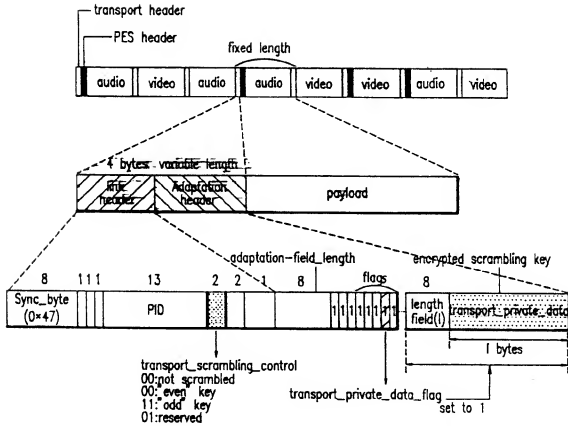 transport header
PES header
fixed length
audio video audio audio video video audio video
4 bytes variable length
link header Adaptation header payload
adaptation-field_length
encrypted scrambling key
flags
8 1 1 1 13 2 2 1 8 8
Sync_byte (0×47) PID 1 1 1 1 1 1 1 1 length field(l) transport_private_data
l bytes
transport_scrambling_control
00:not scrambled
00:"even" key
11:"odd" key
01:reserved
transport_private_data_flag
set to 1